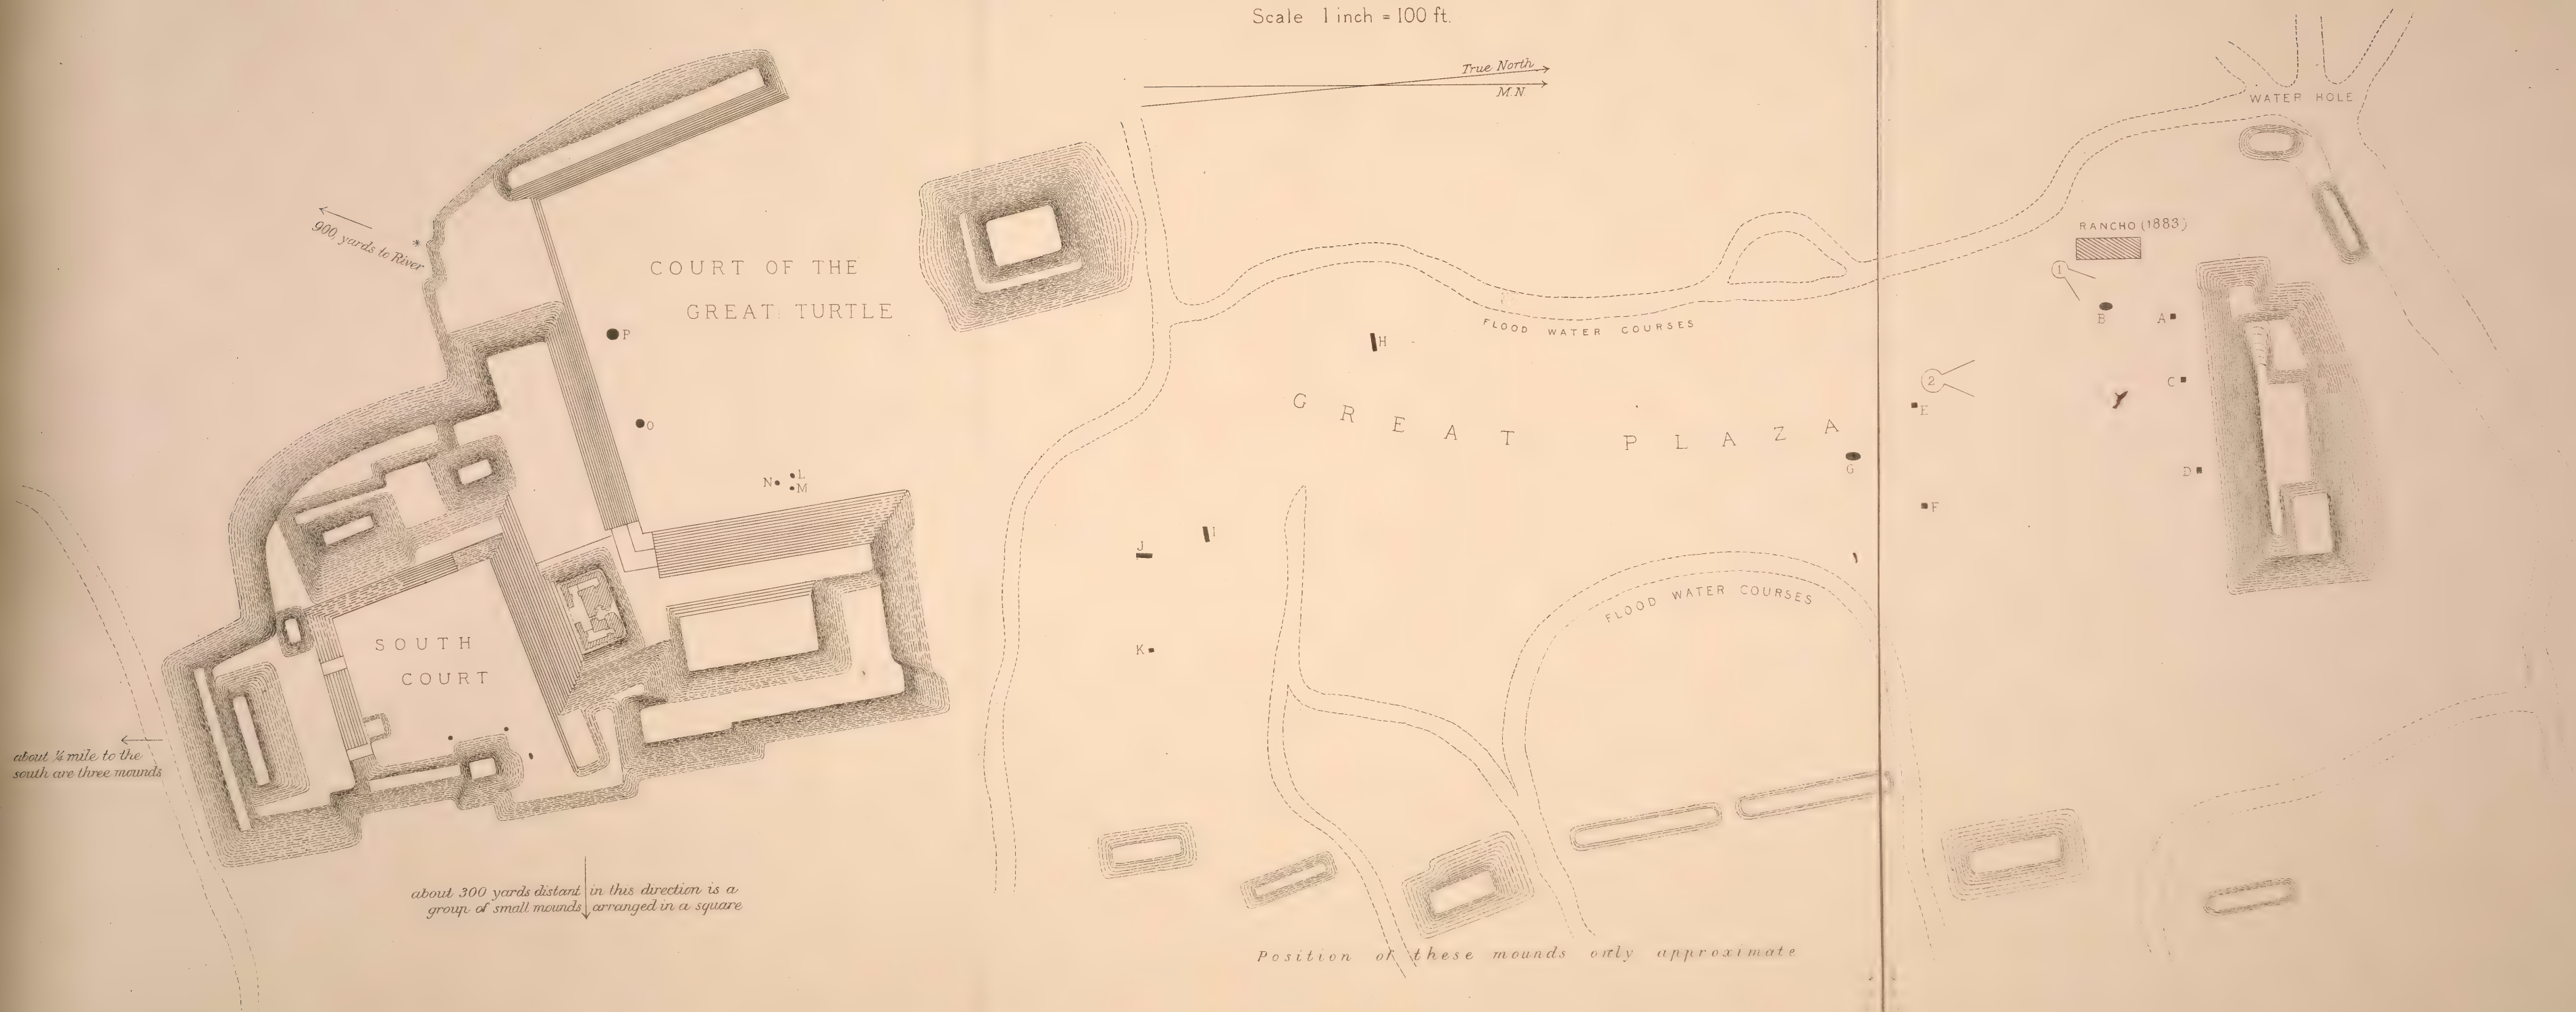 Scale 1 inch = 100 ft.
True North
M.N
WATER HOLE
RANCHO (1883)
1
B
A
900 yards to River
COURT OF THE
GREAT TURTLE
P
O
N
L
M
H
FLOOD WATER COURSES
2
C
E
GREAT PLAZA
G
D
F
I
J
K
FLOOD WATER COURSES
SOUTH
COURT
about ¼ mile to the
south are three mounds
about 300 yards distant in this direction is a
group of small mounds arranged in a square
Position of these mounds only approximate